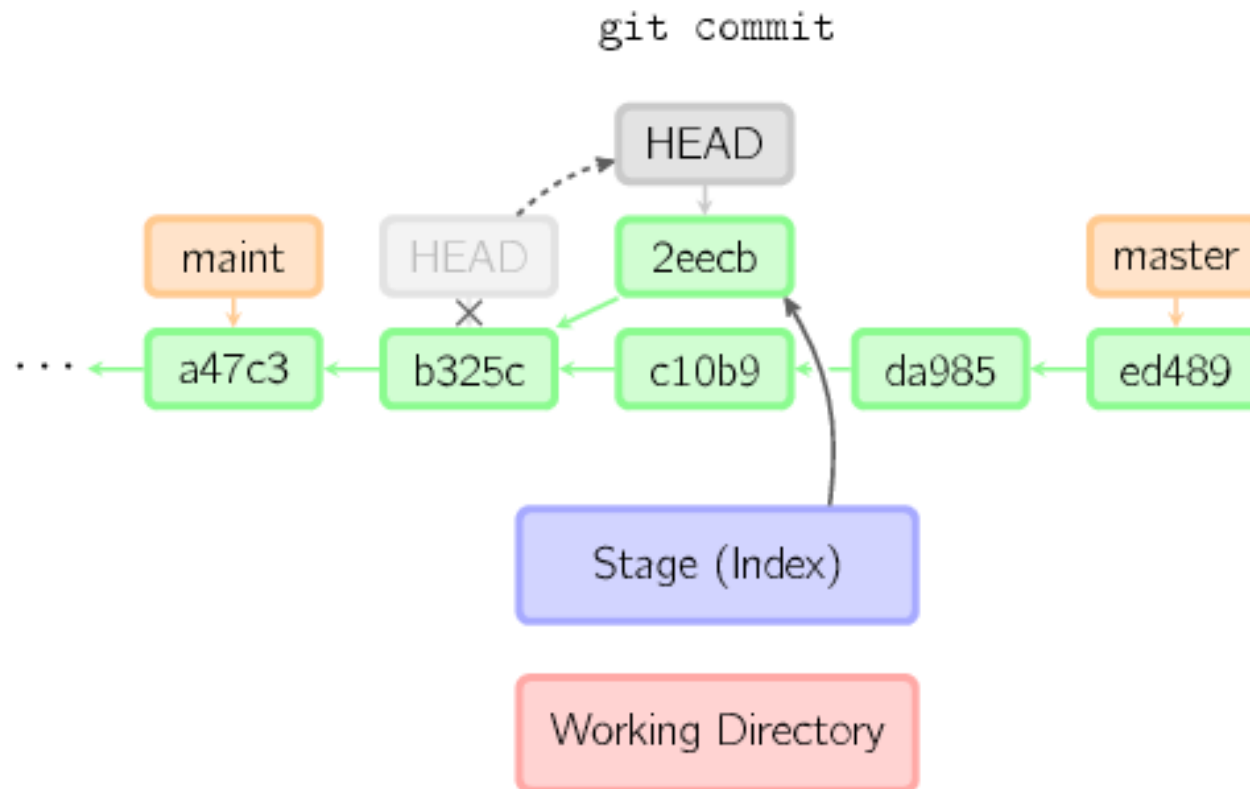 git commit
HEAD
maint
HEAD
2eecb
master
...
a47c3
b325c
c10b9
da985
ed489
Stage (Index)
Working Directory